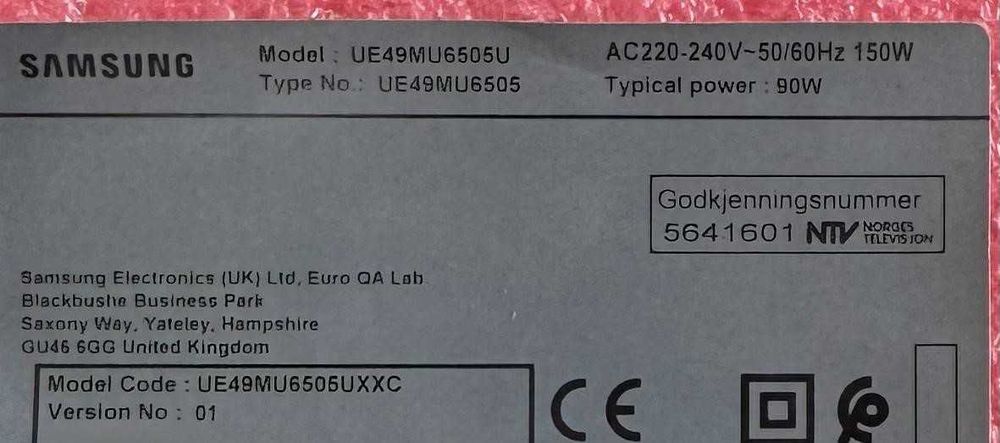 SAMSUNG
Model : UE49MU6505U
Type No. : UE49MU6505
AC220-240V~50/60Hz 150W
Typical power : 90W
Godkjenningsnummer
5641601 NTV NORGES TELEVISJON
Samsung Electronics (UK) Ltd, Euro QA Lab
Blackbushe Business Park
Saxony Way, Yateley, Hampshire
GU46 6GG United Kingdom
Model Code : UE49MU6505UXXC
Version No : 01
CE